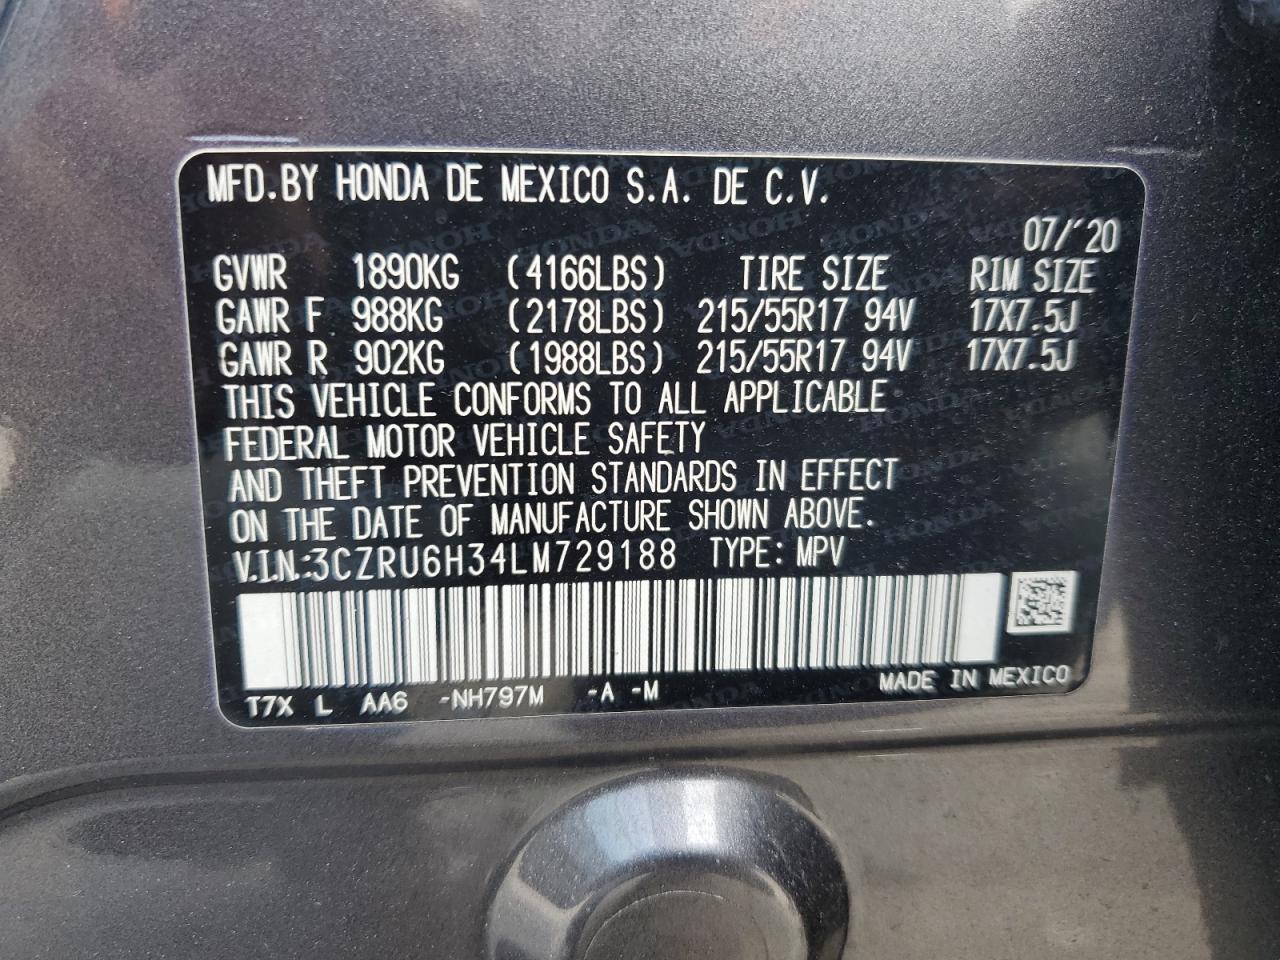 MFD.BY HONDA DE MEXICO S.A. DE C.V.
07/'20
GVWR 1890KG (4166LBS) TIRE SIZE RIM SIZE
GAWR F 988KG (2178LBS) 215/55R17 94V 17X7.5J
GAWR R 902KG (1988LBS) 215/55R17 94V 17X7.5J
THIS VEHICLE CONFORMS TO ALL APPLICABLE
FEDERAL MOTOR VEHICLE SAFETY
AND THEFT PREVENTION STANDARDS IN EFFECT
ON THE DATE OF MANUFACTURE SHOWN ABOVE.
V.I.N.:3CZRU6H34LM729188 TYPE: MPV
T7X L AA6 -NH797M -A -M MADE IN MEXICO